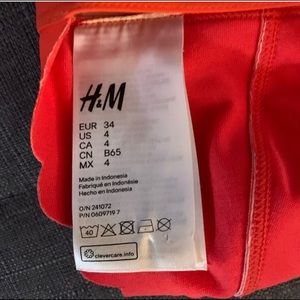 H&M
EUR 34
US 4
CA 4
CN B65
MX 4
Made in Indonesia
Fabriqué en Indonésie
Hecho en Indonesia
O/N 241072
P/N 0609719 7
40
clevercare.info